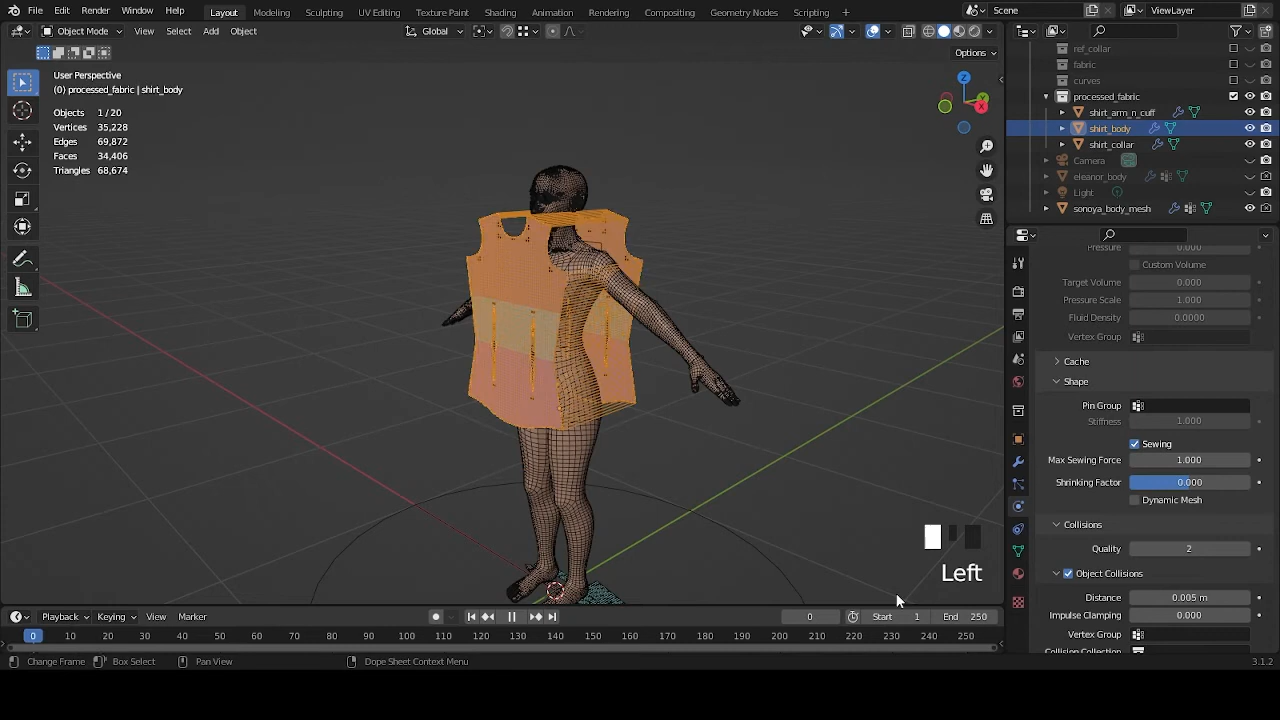 File Edit Render Window Help Layout Modeling Sculpting UV Editing Texture Paint Shading Animation Rendering Compositing Geometry Nodes Scripting + Scene ViewLayer
Object Mode View Select Add Object Global
Options
User Perspective
(0) processed_fabric | shirt_body
Objects 1 / 20
Vertices 35,228
Edges 69,872
Faces 34,406
Triangles 68,674
Z
Y
X
ref_collar
fabric
curves
processed_fabric
shirt_arm_n_cuff
shirt_body
shirt_collar
Camera
eleanor_body
Light
sonoya_body_mesh
Pressure 0.000
Custom Volume
Target Volume 0.000
Pressure Scale 1.000
Fluid Density 0.0000
Vertex Group
Cache
Shape
Pin Group
Stiffness 1.000
Sewing
Max Sewing Force 1.000
Shrinking Factor 0.000
Dynamic Mesh
Collisions
Quality 2
Object Collisions
Distance 0.005 m
Impulse Clamping 0.000
Vertex Group
Collision Collection
Left
Playback Keying View Marker 0 Start 1 End 250
0 10 20 30 40 50 60 70 80 90 100 110 120 130 140 150 160 170 180 190 200 210 220 230 240 250
Change Frame Box Select Pan View Dope Sheet Context Menu 3.1.2